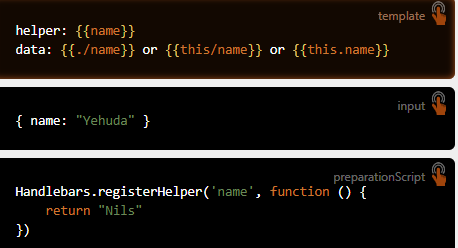 template
helper: {{name}}
data: {{./name}} or {{this/name}} or {{this.name}}
input
{ name: "Yehuda" }
preparationScript
Handlebars.registerHelper('name', function () {
    return "Nils"
})